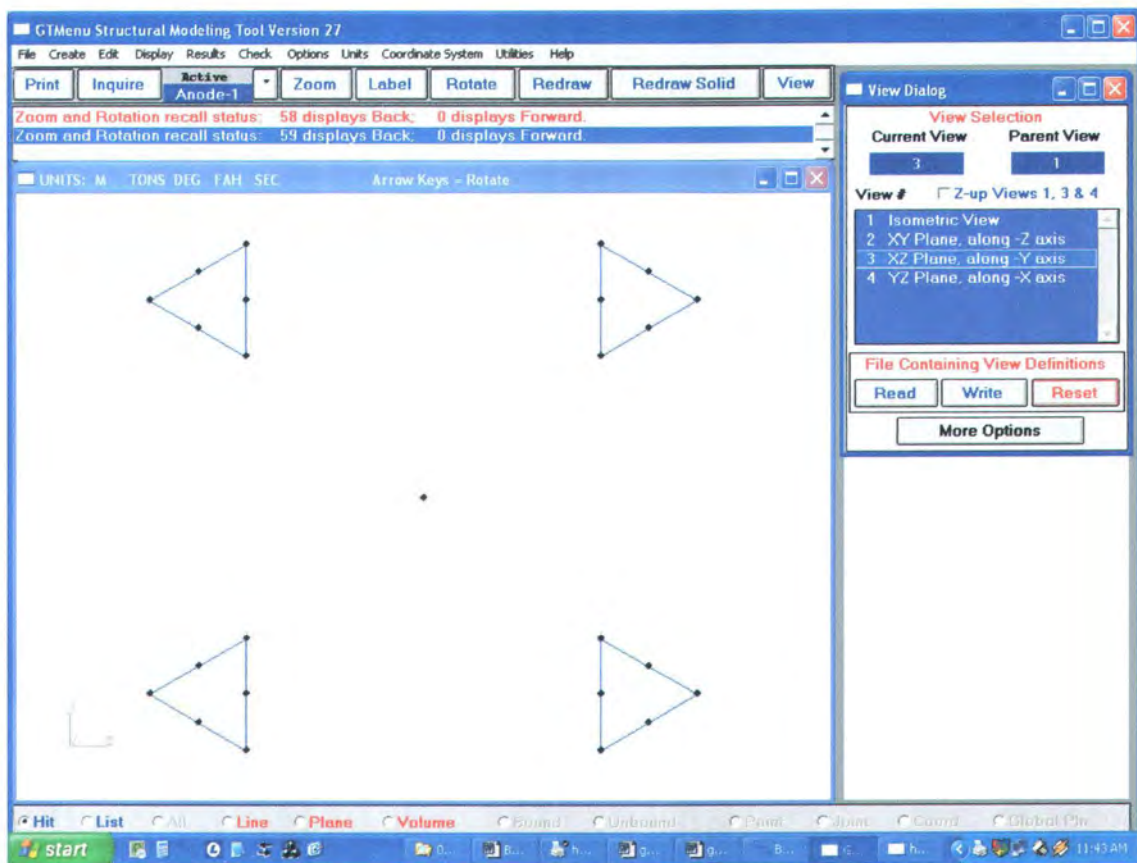 GTMenu Structural Modeling Tool Version 27
File Create Edit Display Results Check Options Units Coordinate System Utilities Help
Print Inquire Active Anode-1 Zoom Label Rotate Redraw Redraw Solid View
Zoom and Rotation recall status: 58 displays Back; 0 displays Forward.
Zoom and Rotation recall status: 59 displays Back; 0 displays Forward.
UNITS: M TONS DEG FAH SEC Arrow Keys - Rotate
View Dialog
View Selection
Current View Parent View
3 1
View # Z-up Views 1, 3 & 4
1 Isometric View
2 XY Plane, along -Z axis
3 XZ Plane, along -Y axis
4 YZ Plane, along -X axis
File Containing View Definitions
Read Write Reset
More Options
Hit List All Line Plane Volume Bound Unbound Point Joint Coord Global Pln
start 0... B... h... g... g... B... h... 11:43 AM